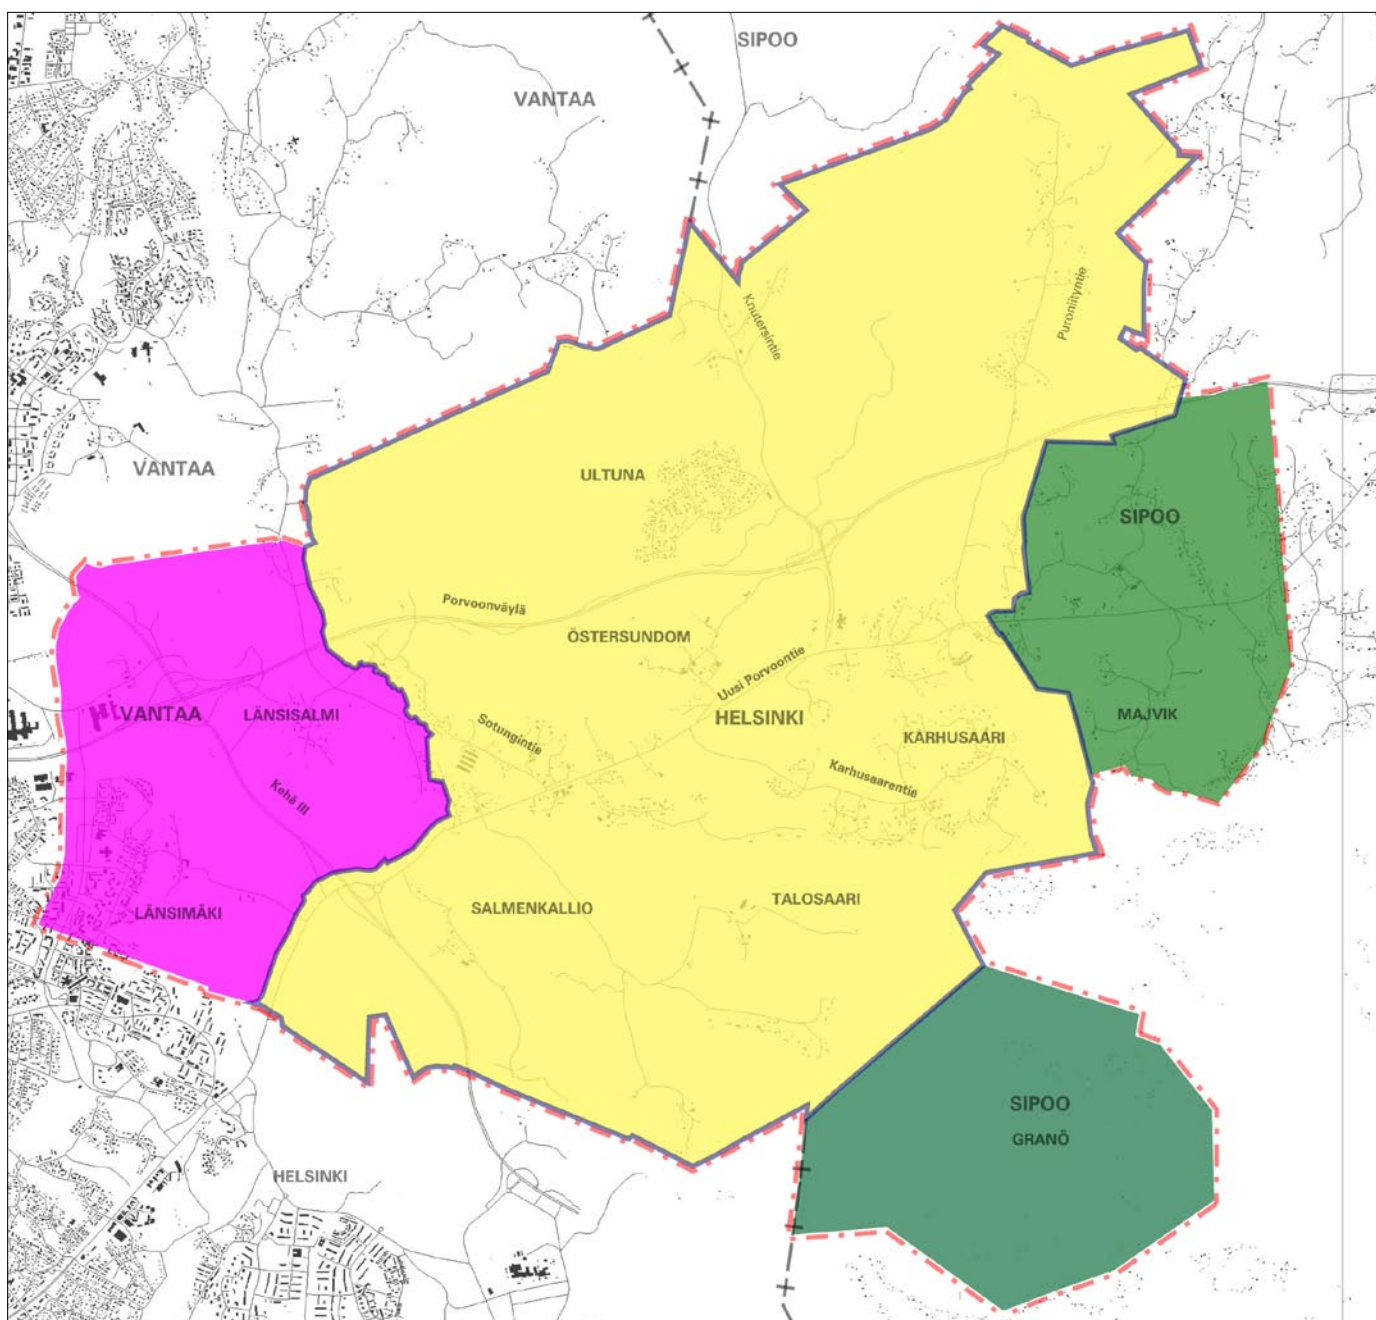 SIPOO
VANTAA
Knutersintie
Puroniityntie
VANTAA
ULTUNA
SIPOO
Porvoonväylä
ÖSTERSUNDOM
Uusi Porvoontie
VANTAA
LÄNSISALMI
Sotungintie
HELSINKI
KARHUSAARI
MAJVIK
Kehä III
Karhusaarentie
LÄNSIMÄKI
SALMENKALLIO
TALOSAARI
SIPOO
GRANÖ
HELSINKI